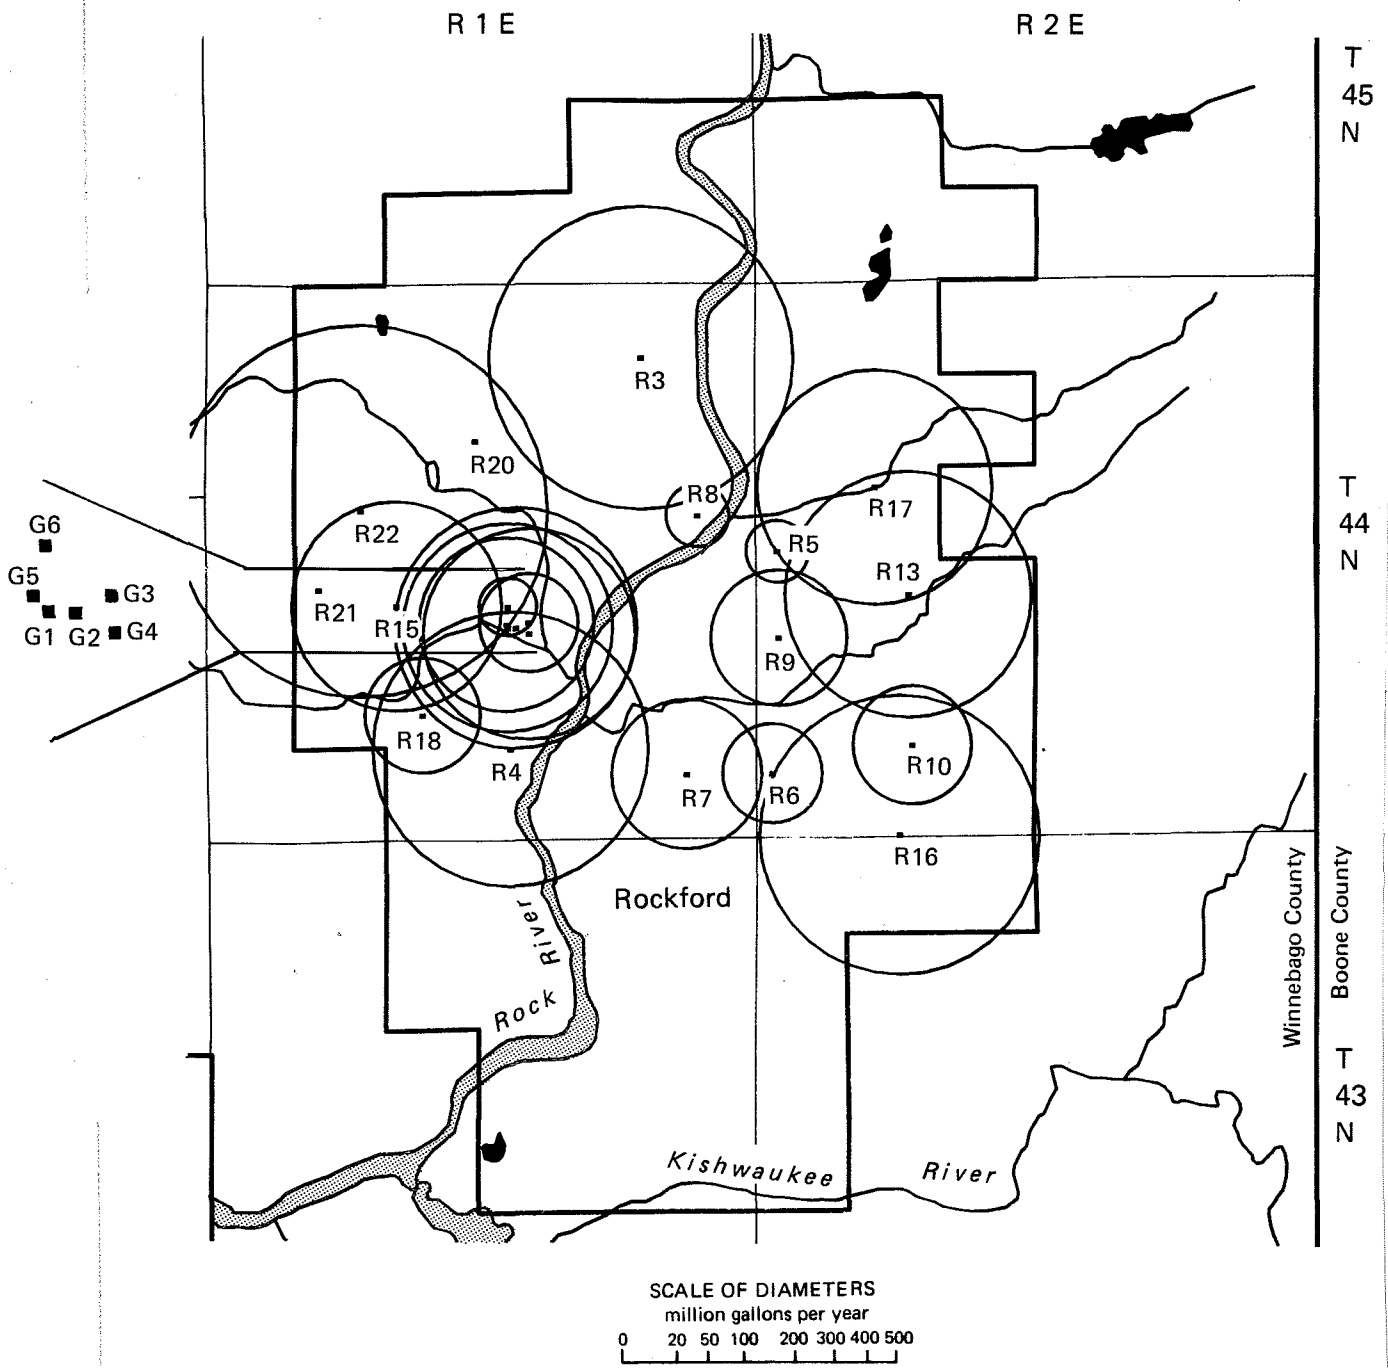 R 1 E
R 2 E
T
45
N
R3
R20
R8
R17
R22
R5
R13
T
44
N
G6
G5
G3
G1
G2
G4
R21
R15
R9
R18
R4
R7
R6
R10
R16
Rockford
Rock River
Winnebago County
Boone County
T
43
N
Kishwaukee River
SCALE OF DIAMETERS
million gallons per year
0 20 50 100 200 300 400 500